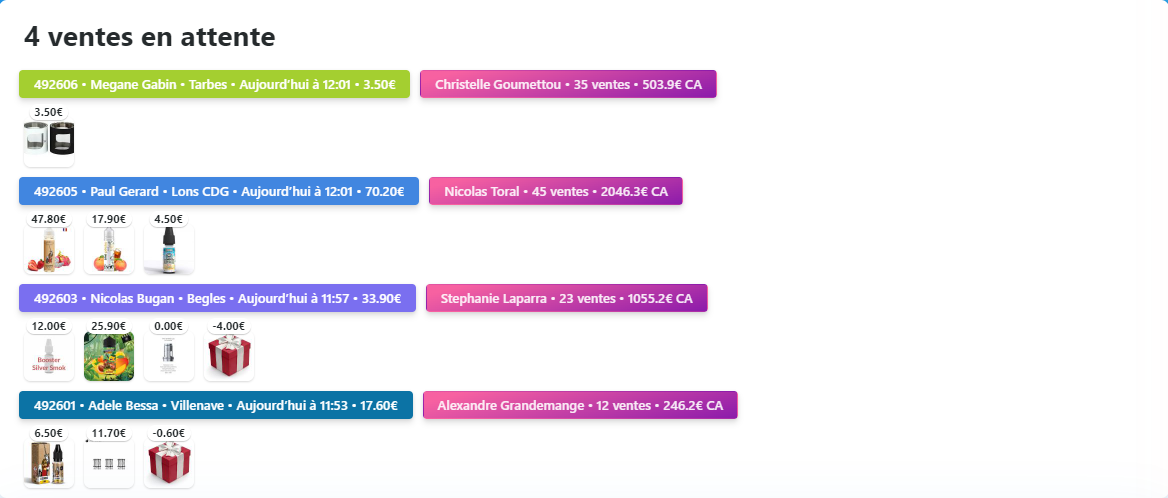 4 ventes en attente
492606 • Megane Gabin • Tarbes • Aujourd'hui à 12:01 • 3.50€ Christelle Goumettou • 35 ventes • 503.9€ CA
3.50€
492605 • Paul Gerard • Lons CDG • Aujourd'hui à 12:01 • 70.20€ Nicolas Toral • 45 ventes • 2046.3€ CA
47.80€ 17.90€ 4.50€
492603 • Nicolas Bugan • Begles • Aujourd'hui à 11:57 • 33.90€ Stephanie Laparra • 23 ventes • 1055.2€ CA
12.00€ 25.90€ 0.00€ -4.00€
Booster
Silver Smok
492601 • Adele Bessa • Villenave • Aujourd'hui à 11:53 • 17.60€ Alexandre Grandemange • 12 ventes • 246.2€ CA
6.50€ 11.70€ -0.60€